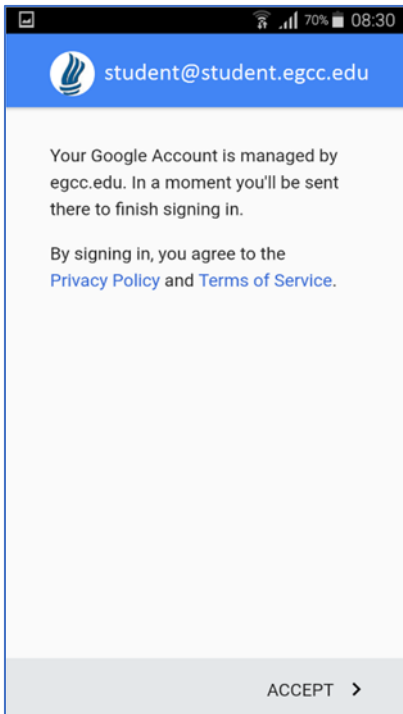 70% 08:30
student@student.egcc.edu
Your Google Account is managed by
egcc.edu. In a moment you'll be sent
there to finish signing in.
By signing in, you agree to the
Privacy Policy and Terms of Service.
ACCEPT